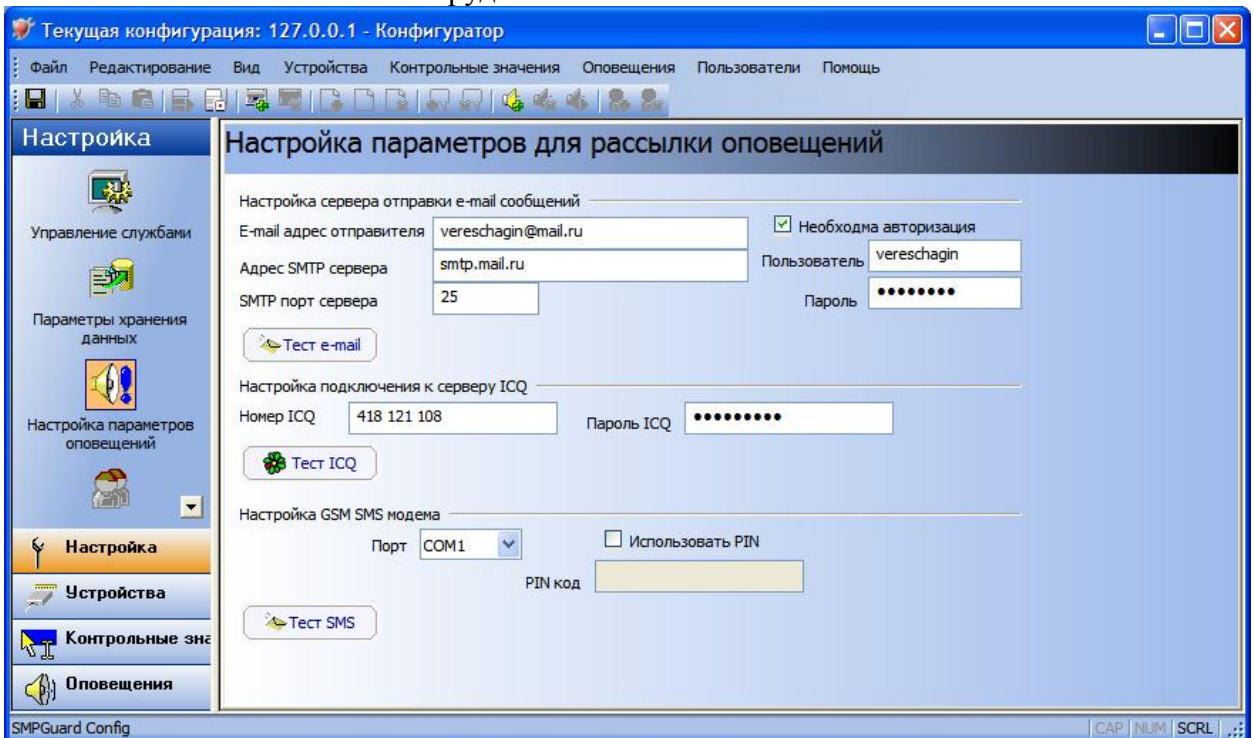 Текущая конфигурация: 127.0.0.1 - Конфигуратор
Файл Редактирование Вид Устройства Контрольные значения Оповещения Пользователи Помощь
Настройка
Управление службами
Параметры хранения
данных
Настройка параметров
оповещений
Настройка
Устройства
Контрольные зна
Оповещения
Настройка параметров для рассылки оповещений
Настройка сервера отправки e-mail сообщений
E-mail адрес отправителя vereschagin@mail.ru
Необходма авторизация
Адрес SMTP сервера smtp.mail.ru
Пользователь vereschagin
SMTP порт сервера 25
Пароль ••••••••
Тест e-mail
Настройка подключения к серверу ICQ
Номер ICQ 418 121 108 Пароль ICQ •••••••••
Тест ICQ
Настройка GSM SMS модема
Порт COM1 Использовать PIN
PIN код
Тест SMS
SMPGuard Config CAP NUM SCRL